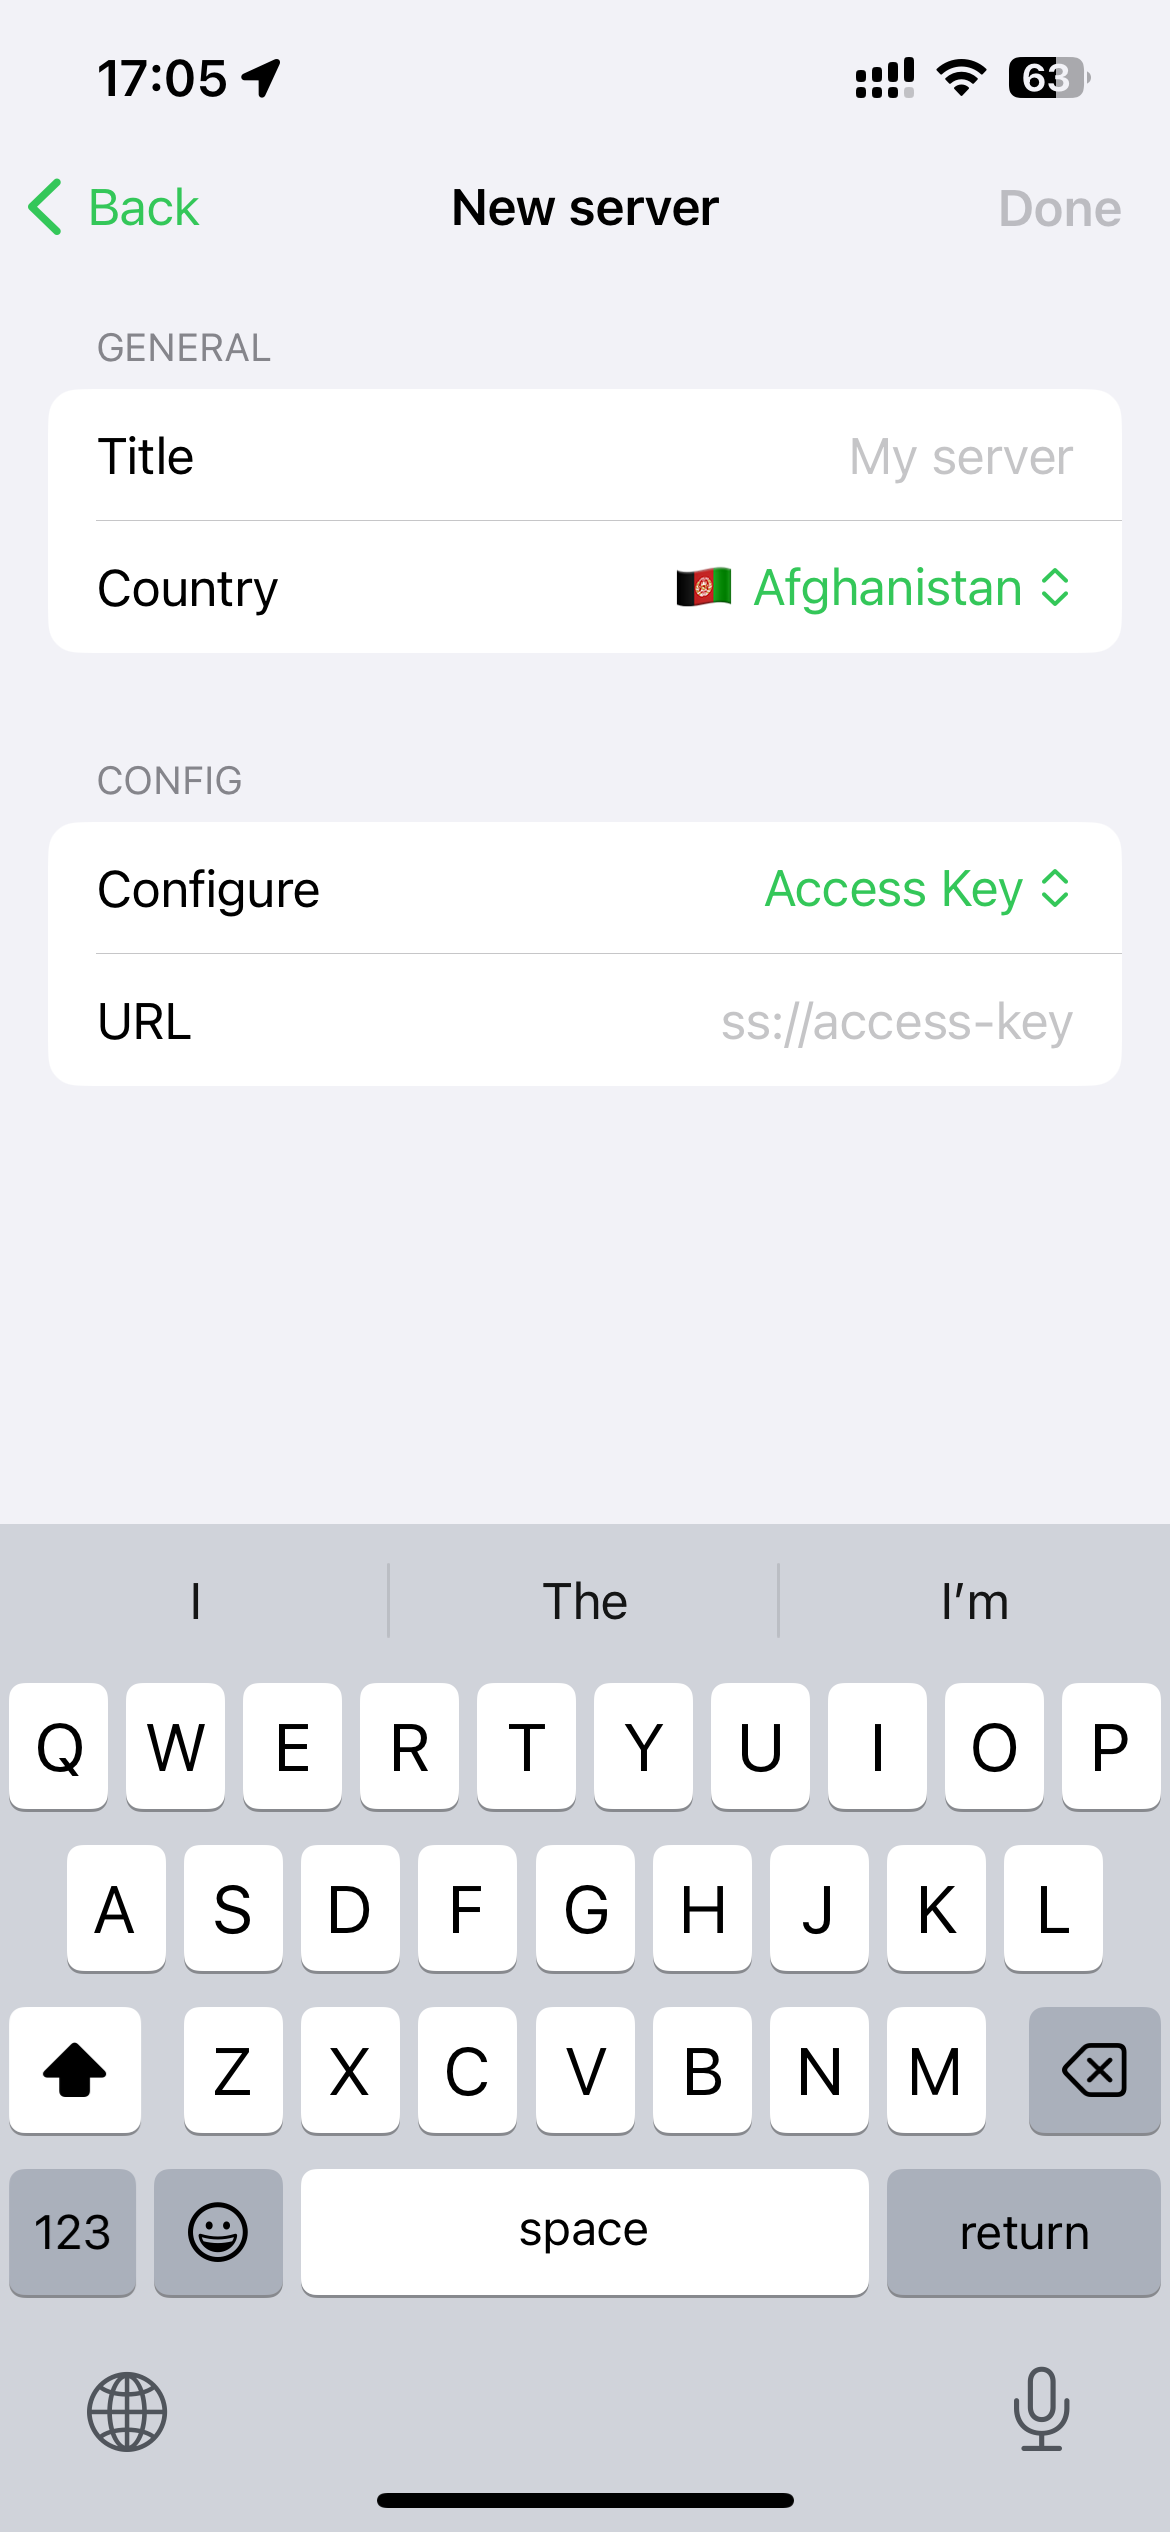 17:05 63
Back New server Done
GENERAL
Title My server
Country Afghanistan
CONFIG
Configure Access Key
URL ss://access-key
I The I’m
Q W E R T Y U I O P
A S D F G H J K L
Z X C V B N M
123 space return